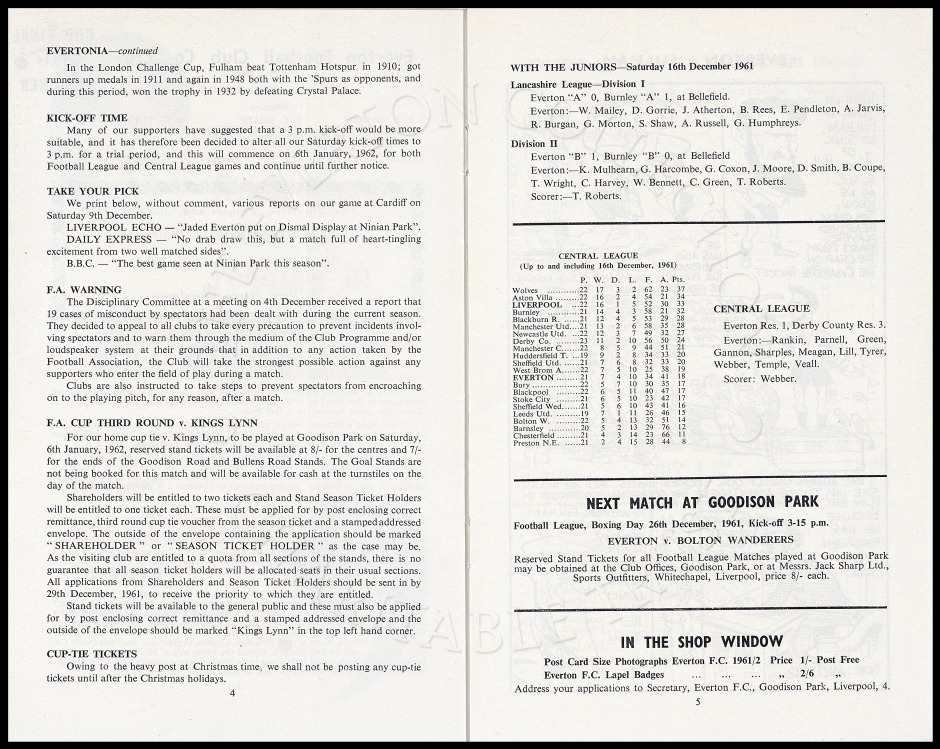 EVERTONIA—continued
In the London Challenge Cup, Fulham beat Tottenham Hotspur in 1910; got
runners up medals in 1911 and again in 1948 both with the 'Spurs as opponents, and
during this period, won the trophy in 1932 by defeating Crystal Palace.
KICK-OFF TIME
Many of our supporters have suggested that a 3 p.m. kick-off would be more
suitable, and it has therefore been decided to alter all our Saturday kick-off times to
3 p.m. for a trial period, and this will commence on 6th January, 1962, for both
Football League and Central League games and continue until further notice.
TAKE YOUR PICK
We print below, without comment, various reports on our game at Cardiff on
Saturday 9th December.
LIVERPOOL ECHO — "Jaded Everton put on Dismal Display at Ninian Park".
DAILY EXPRESS — "No drab draw this, but a match full of heart-tingling
excitement from two well matched sides".
B.B.C. — "The best game seen at Ninian Park this season".
F.A. WARNING
The Disciplinary Committee at a meeting on 4th December received a report that
19 cases of misconduct by spectators had been dealt with during the current season.
They decided to appeal to all clubs to take every precaution to prevent incidents invol-
ving spectators and to warn them through the medium of the Club Programme and/or
loudspeaker system at their grounds that in addition to any action taken by the
Football Association, the Club will take the strongest possible action against any
supporters who enter the field of play during a match.
Clubs are also instructed to take steps to prevent spectators from encroaching
on to the playing pitch, for any reason, after a match.
F.A. CUP THIRD ROUND v. KINGS LYNN
For our home cup tie v. Kings Lynn, to be played at Goodison Park on Saturday,
6th January, 1962, reserved stand tickets will be available at 8/- for the centres and 7/-
for the ends of the Goodison Road and Bullens Road Stands. The Goal Stands are
not being booked for this match and will be available for cash at the turnstiles on the
day of the match.
Shareholders will be entitled to two tickets each and Stand Season Ticket Holders
will be entitled to one ticket each. These must be applied for by post enclosing correct
remittance, third round cup tie voucher from the season ticket and a stamped addressed
envelope. The outside of the envelope containing the application should be marked
"SHAREHOLDER" or "SEASON TICKET HOLDER" as the case may be.
As the visiting club are entitled to a quota from all sections of the stands, there is no
guarantee that all season ticket holders will be allocated seats in their usual sections.
All applications from Shareholders and Season Ticket Holders should be sent in by
29th December, 1961, to receive the priority to which they are entitled.
Stand tickets will be available to the general public and these must also be applied
for by post enclosing correct remittance and a stamped addressed envelope and the
outside of the envelope should be marked "Kings Lynn" in the top left hand corner.
CUP-TIE TICKETS
Owing to the heavy post at Christmas time, we shall not be posting any cup-tie
tickets until after the Christmas holidays.
4
WITH THE JUNIORS—Saturday 16th December 1961
Lancashire League—Division I
Everton "A" 0, Burnley "A" 1, at Bellefield.
Everton:—W. Mailey, D. Gorrie, J. Atherton, B. Rees, E. Pendleton, A. Jarvis,
R. Burgan, G. Morton, S. Shaw, A. Russell, G. Humphreys.
Division II
Everton "B" 1, Burnley "B" 0, at Bellefield
Everton:—K. Mulhearn, G. Harcombe, G. Coxon, J. Moore, D. Smith, B. Coupe,
T. Wright, C. Harvey, W. Bennett, C. Green, T. Roberts.
Scorer:—T. Roberts.
CENTRAL LEAGUE
(Up to and including 16th December, 1961)
P. W. D. L. F. A. Pts.
Wolves ..........22 17 3 2 62 23 37
Aston Villa .......22 16 2 4 54 21 34
LIVERPOOL ...22 16 1 5 52 30 33
Burnley ..........21 14 4 3 58 21 32
Blackburn R. .....21 12 4 5 53 29 28
Manchester Utd....21 13 2 6 58 35 28
Newcastle Utd. ...22 12 3 7 49 32 27
Derby Co. ........23 11 2 10 56 50 24
Manchester C......22 8 5 9 44 51 21
Huddersfield T. ...19 9 2 8 34 33 20
Sheffield Utd. .....21 7 6 8 32 33 20
West Brom A......22 7 5 10 25 38 19
EVERTON ........21 7 4 10 34 41 18
Bury ..............22 5 7 10 30 35 17
Blackpool ........22 6 5 11 40 47 17
Stoke City .......21 6 5 10 23 42 17
Sheffield Wed......21 5 6 10 43 41 16
Leeds Utd. ........19 7 1 11 26 46 15
Bolton W. .........22 5 4 13 32 51 14
Barnsley ..........20 5 2 13 29 76 12
Chesterfield ......21 4 3 14 23 66 11
Preston N.E. .....21 2 4 15 28 44 8
CENTRAL LEAGUE
Everton Res. 1, Derby County Res. 3.
Everton:—Rankin, Parnell, Green,
Gannon, Sharples, Meagan, Lill, Tyrer,
Webber, Temple, Veall.
Scorer: Webber.
NEXT MATCH AT GOODISON PARK
Football League, Boxing Day 26th December, 1961, Kick-off 3-15 p.m.
EVERTON v. BOLTON WANDERERS
Reserved Stand Tickets for all Football League Matches played at Goodison Park
may be obtained at the Club Offices, Goodison Park, or at Messrs. Jack Sharp Ltd.,
Sports Outfitters, Whitechapel, Liverpool, price 8/- each.
IN THE SHOP WINDOW
Post Card Size Photographs Everton F.C. 1961/2 Price 1/- Post Free
Everton F.C. Lapel Badges ... ... ... „ 2/6 „
Address your applications to Secretary, Everton F.C., Goodison Park, Liverpool, 4.
5